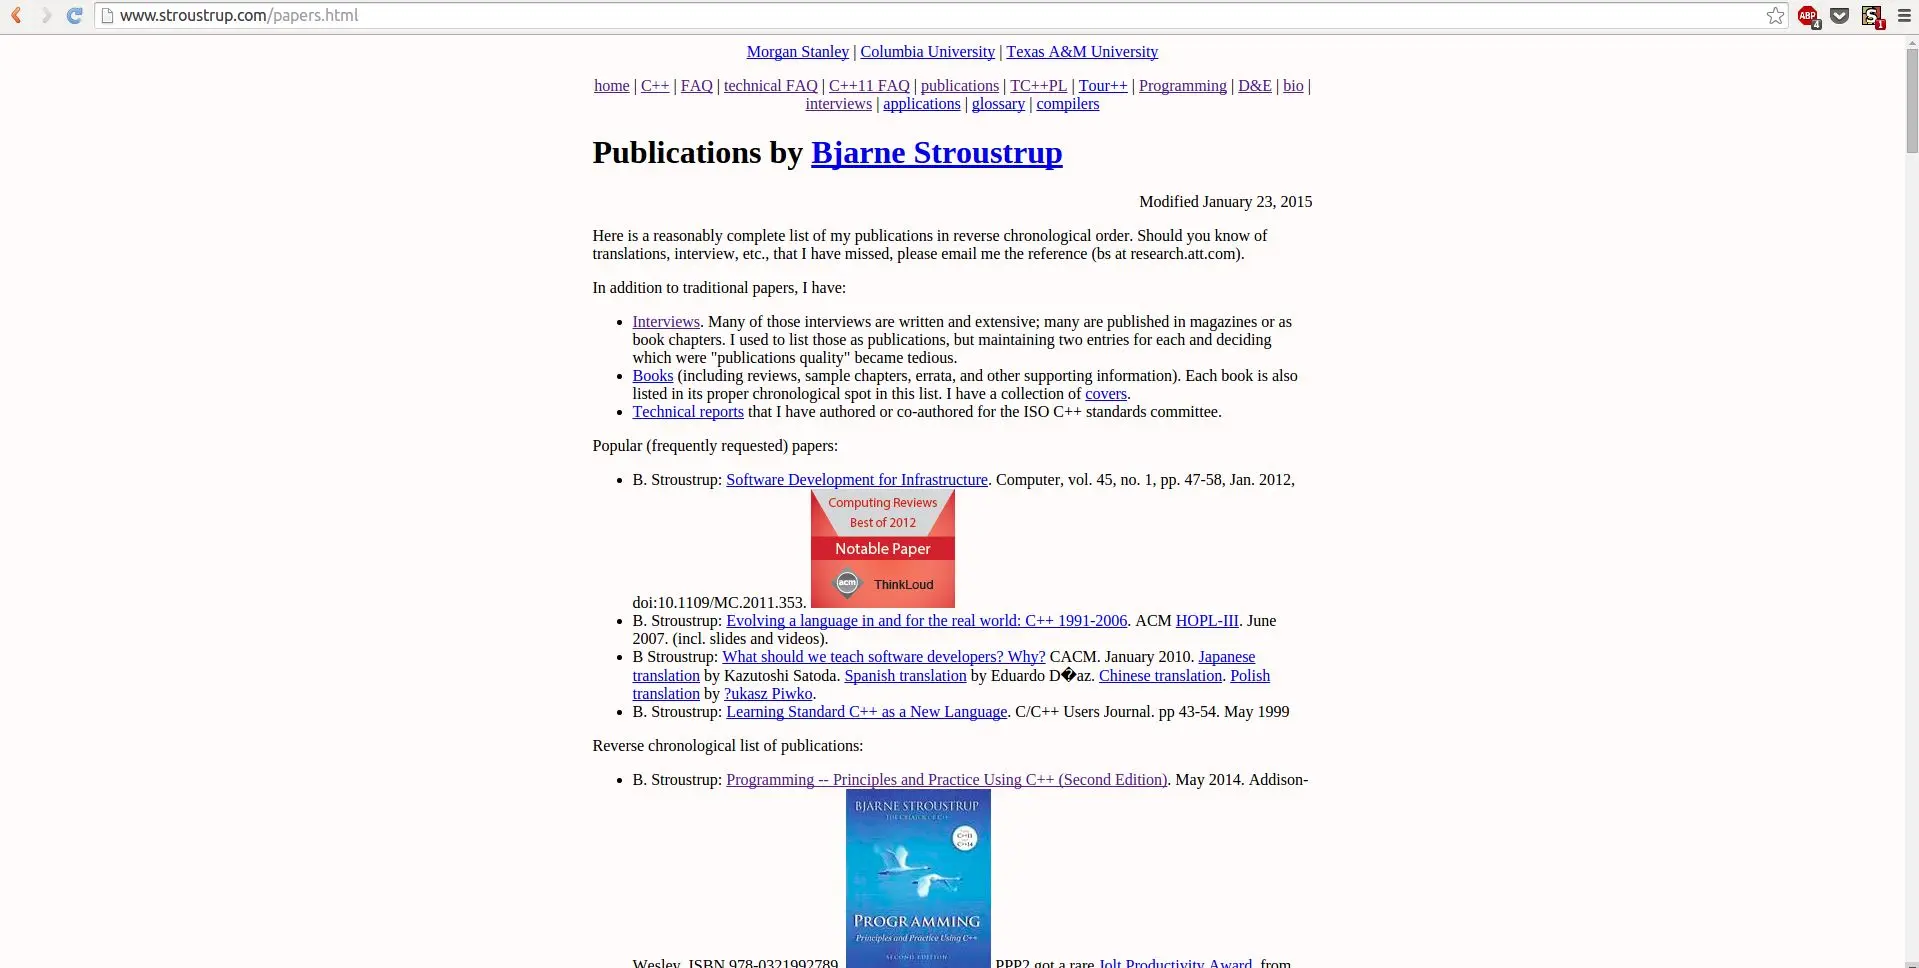 www.stroustrup.com/papers.html
ABP
4
S
1
Morgan Stanley | Columbia University | Texas A&M University
home | C++ | FAQ | technical FAQ | C++11 FAQ | publications | TC++PL | Tour++ | Programming | D&E | bio |
interviews | applications | glossary | compilers
Publications by Bjarne Stroustrup
Modified January 23, 2015
Here is a reasonably complete list of my publications in reverse chronological order. Should you know of
translations, interview, etc., that I have missed, please email me the reference (bs at research.att.com).
In addition to traditional papers, I have:
Interviews. Many of those interviews are written and extensive; many are published in magazines or as
book chapters. I used to list those as publications, but maintaining two entries for each and deciding
which were "publications quality" became tedious.
Books (including reviews, sample chapters, errata, and other supporting information). Each book is also
listed in its proper chronological spot in this list. I have a collection of covers.
Technical reports that I have authored or co-authored for the ISO C++ standards committee.
Popular (frequently requested) papers:
B. Stroustrup: Software Development for Infrastructure. Computer, vol. 45, no. 1, pp. 47-58, Jan. 2012,
Computing Reviews
Best of 2012
Notable Paper
acm ThinkLoud
doi:10.1109/MC.2011.353.
B. Stroustrup: Evolving a language in and for the real world: C++ 1991-2006. ACM HOPL-III. June
2007. (incl. slides and videos).
B Stroustrup: What should we teach software developers? Why? CACM. January 2010. Japanese
translation by Kazutoshi Satoda. Spanish translation by Eduardo D�az. Chinese translation. Polish
translation by ?ukasz Piwko.
B. Stroustrup: Learning Standard C++ as a New Language. C/C++ Users Journal. pp 43-54. May 1999
Reverse chronological list of publications:
B. Stroustrup: Programming -- Principles and Practice Using C++ (Second Edition). May 2014. Addison-
BJARNE STROUSTRUP
THE CREATOR OF C++
C++11
C++14
PROGRAMMING
Principles and Practice Using C++
SECOND EDITION
Wesley. ISBN 978-0321992789. PPP2 got a rare Jolt Productivity Award. from